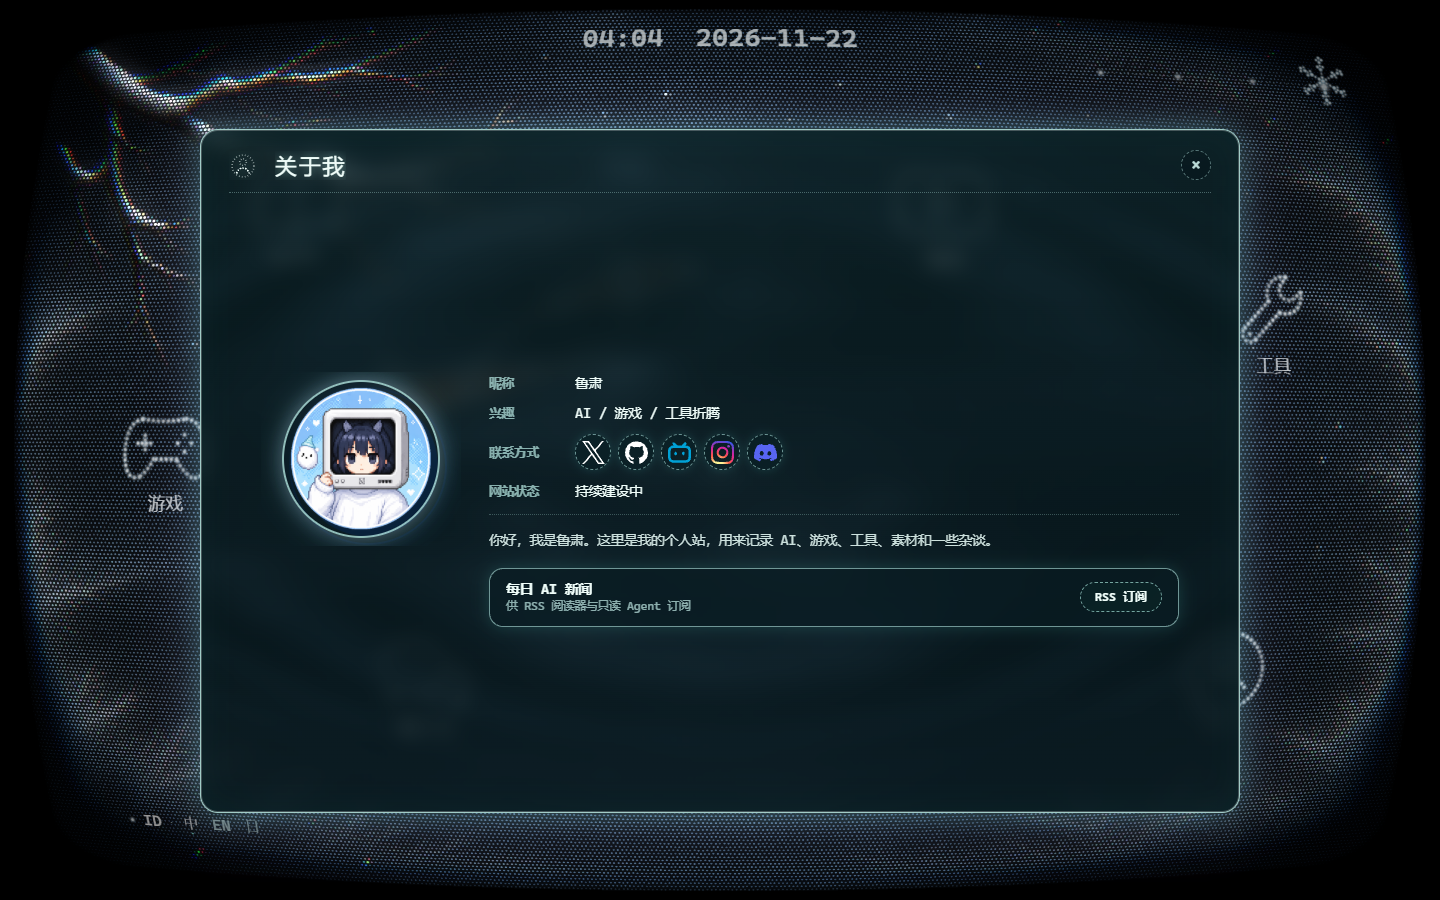 04:04 2026-11-22
关于我
昵称 鲁肃
兴趣 AI / 游戏 / 工具折腾
联系方式
网站状态 持续建设中
你好，我是鲁肃。这里是我的个人站，用来记录 AI、游戏、工具、素材和一些杂谈。
每日 AI 新闻
供 RSS 阅读器与只读 Agent 订阅
RSS 订阅
工具
游戏
ID 中 EN 日